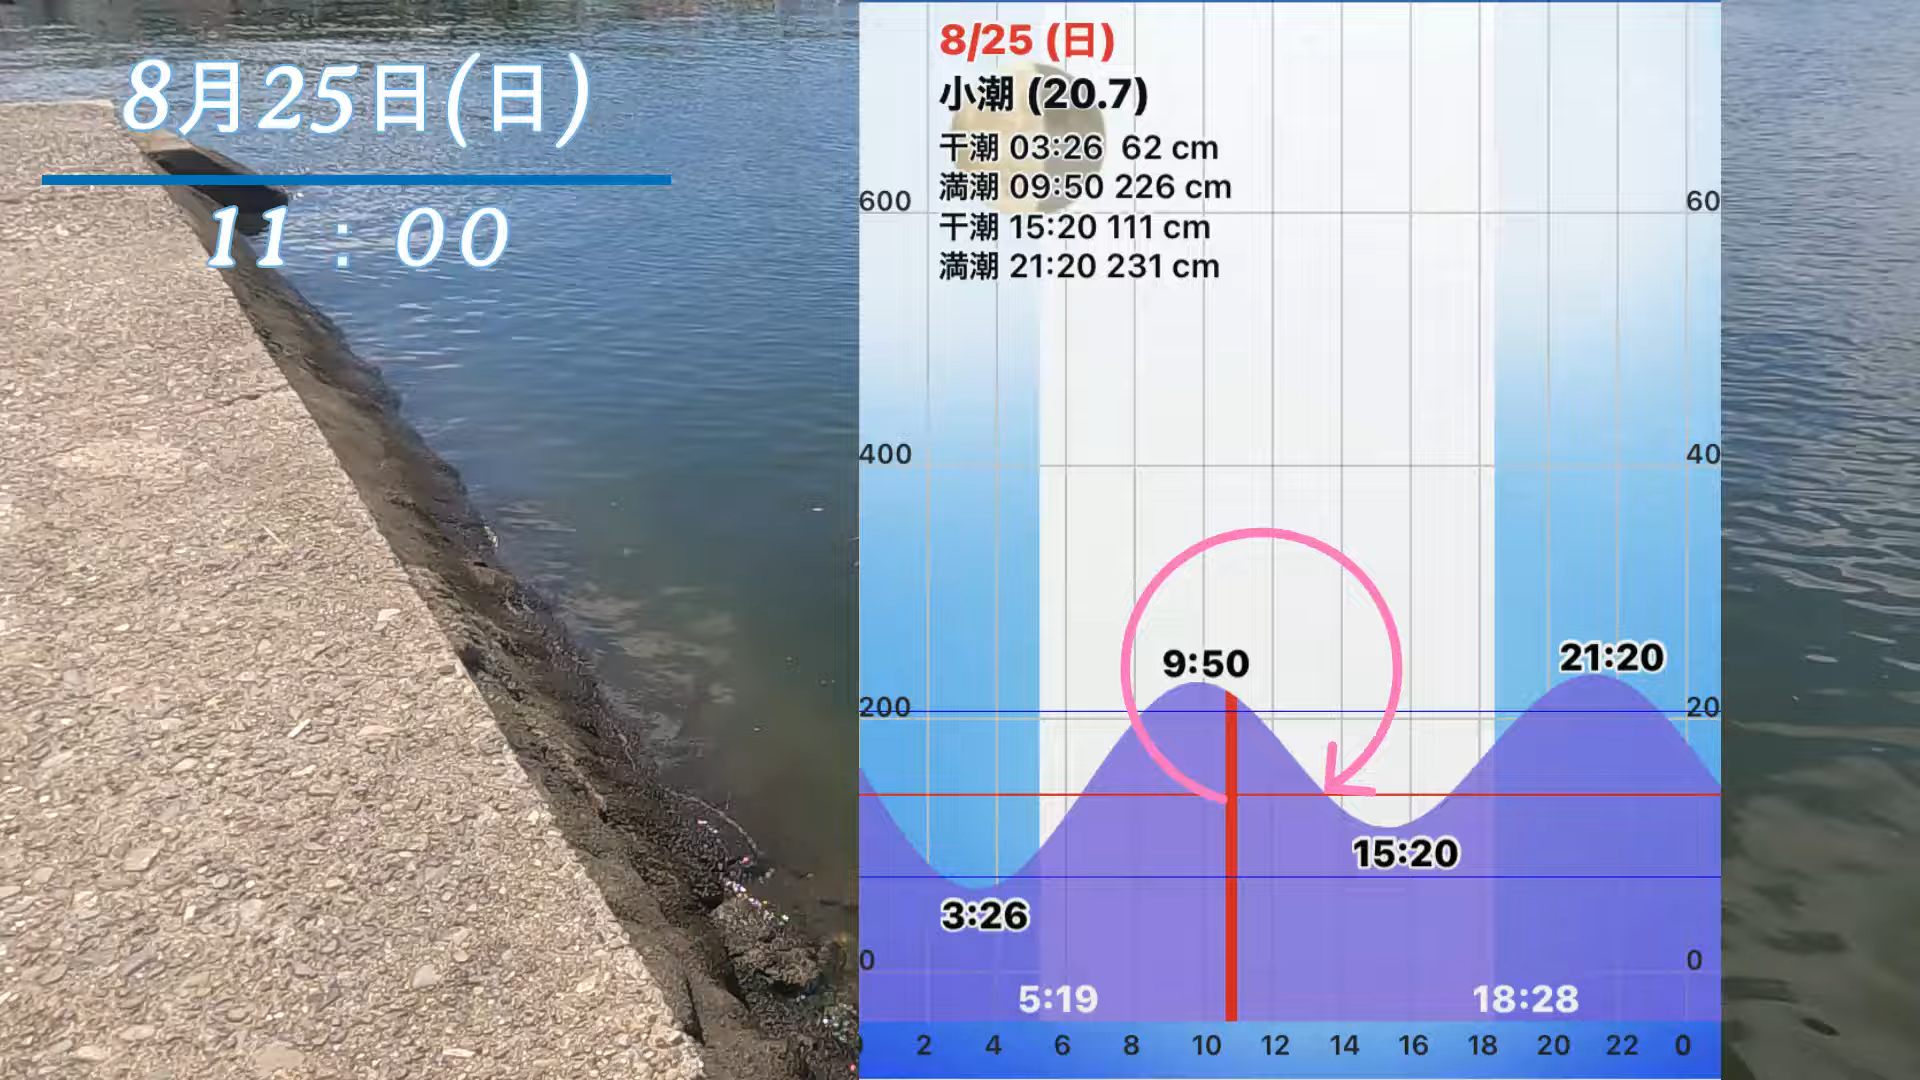 8月25日(日)
11：00
8/25 (日)
小潮 (20.7)
干潮 03:26 62 cm
満潮 09:50 226 cm
干潮 15:20 111 cm
満潮 21:20 231 cm
600
60
400
40
9:50
21:20
200
20
15:20
3:26
0
0
5:19
18:28
2 4 6 8 10 12 14 16 18 20 22 0